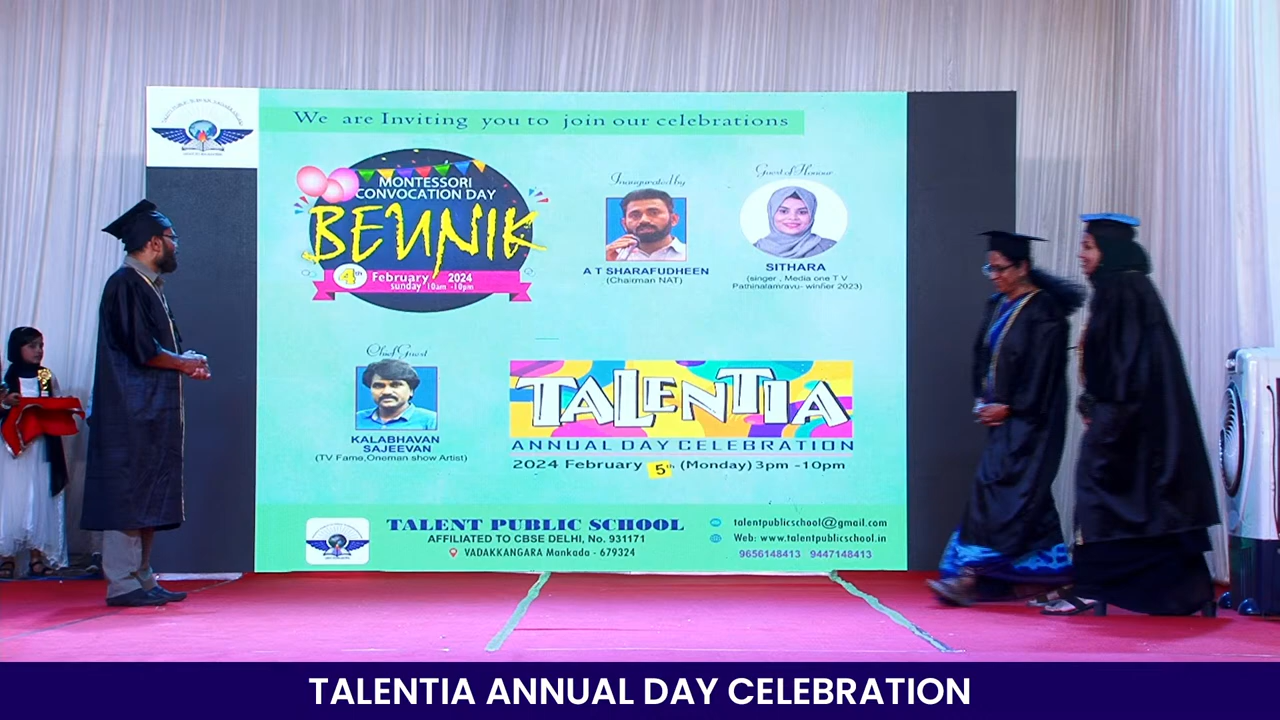 We are Inviting you to join our celebrations
MONTESSORI
CONVOCATION DAY
BEUNIK
4th February 2024
sunday 10am -10pm
Inaugurated by
A T SHARAFUDHEEN
(Chairman NAT)
Guest of Honour
SITHARA
(singer , Media one T V
Pathinalamravu- winner 2023)
Chief Guest
KALABHAVAN
SAJEEVAN
(TV Fame,Oneman show Artist)
TALENTIA
ANNUAL DAY CELEBRATION
2024 February 5th (Monday) 3pm -10pm
TALENT PUBLIC SCHOOL
AFFILIATED TO CBSE DELHI, No. 931171
VADAKKANGARA Mankada - 679324
talentpublicschool@gmail.com
Web: www.talentpublicschool.in
9656148413 9447148413
TALENTIA ANNUAL DAY CELEBRATION